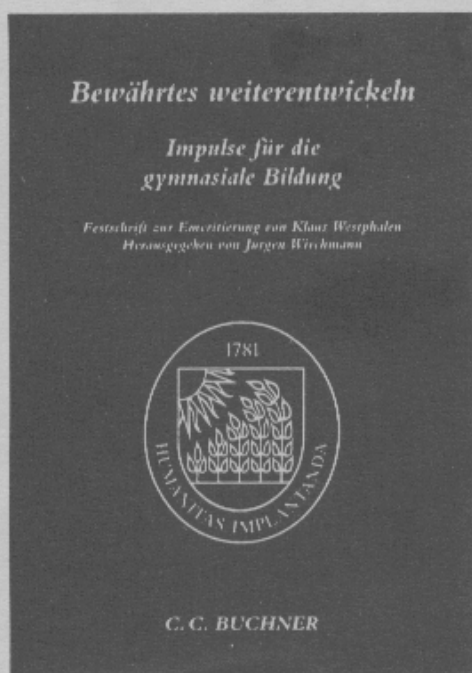 Bewährtes weiterentwickeln
Impulse für die
gymnasiale Bildung
Festschrift zur Emeritierung von Klaus Westphalen
Herausgegeben von Jürgen Wiechmann
1781
HUMANITAS IMPLANTANDA
C. C. BUCHNER